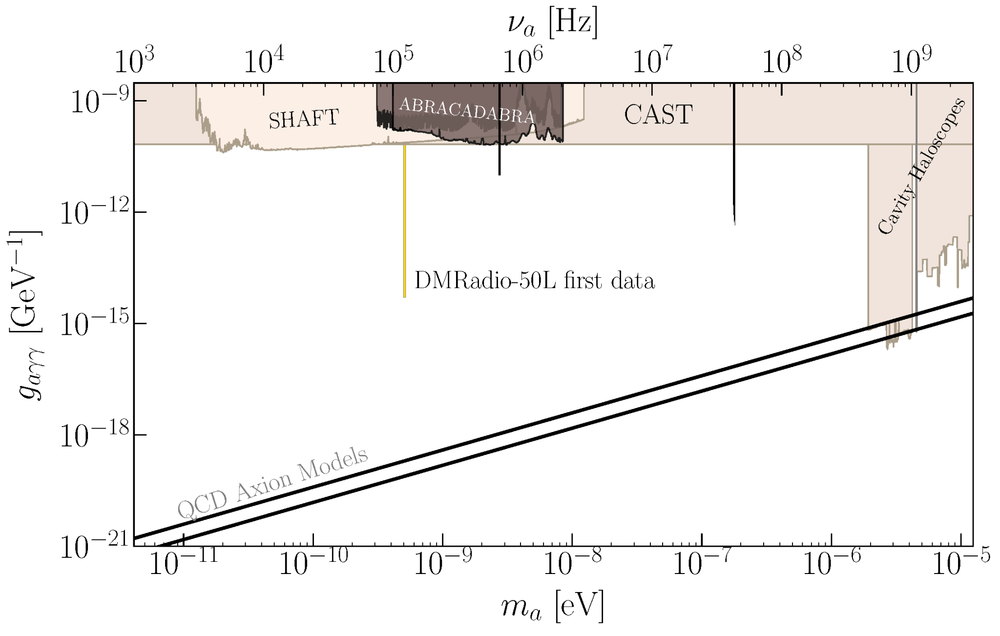 ν_a [Hz]
10^3 10^4 10^5 10^6 10^7 10^8 10^9
10^−9
10^−12
10^−15
10^−18
10^−21
g_aγγ [GeV^−1]
SHAFT
ABRACADABRA
CAST
Cavity Haloscopes
DMRadio-50L first data
QCD Axion Models
10^−11 10^−10 10^−9 10^−8 10^−7 10^−6 10^−5
m_a [eV]